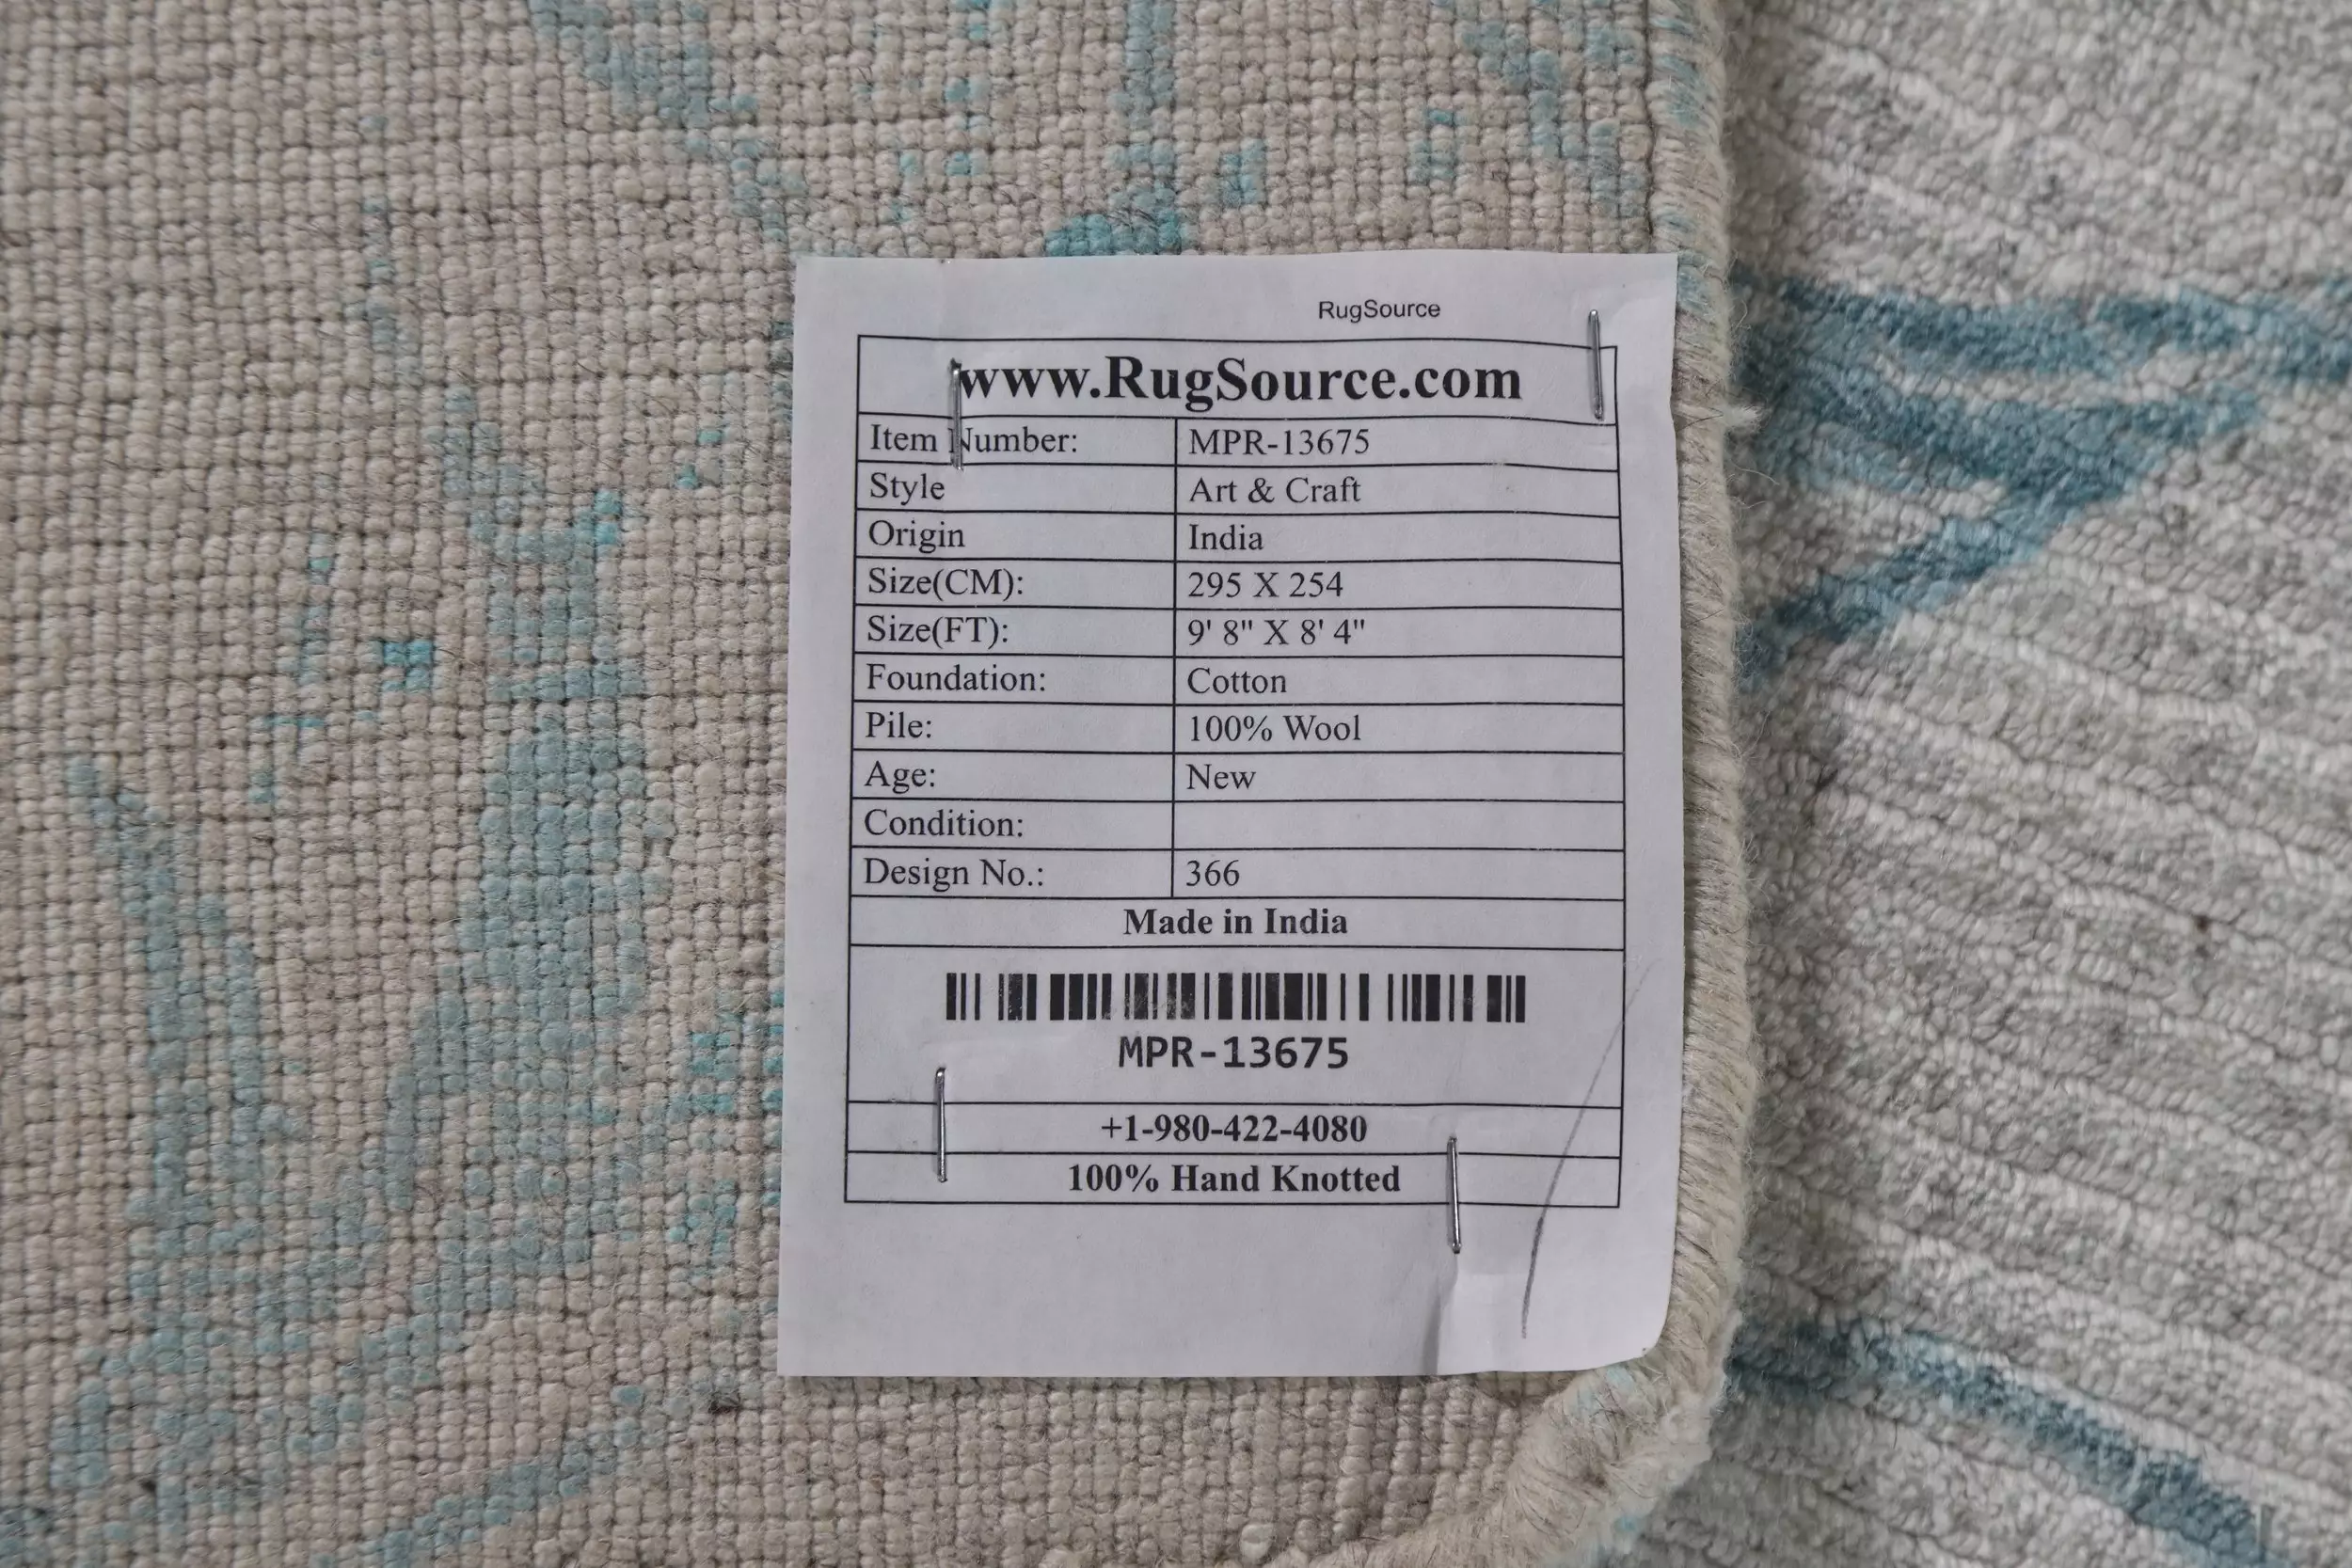 RugSource
www.RugSource.com
Item Number: MPR-13675
Style Art & Craft
Origin India
Size(CM): 295 X 254
Size(FT): 9' 8" X 8' 4"
Foundation: Cotton
Pile: 100% Wool
Age: New
Condition:
Design No.: 366
Made in India
MPR-13675
+1-980-422-4080
100% Hand Knotted